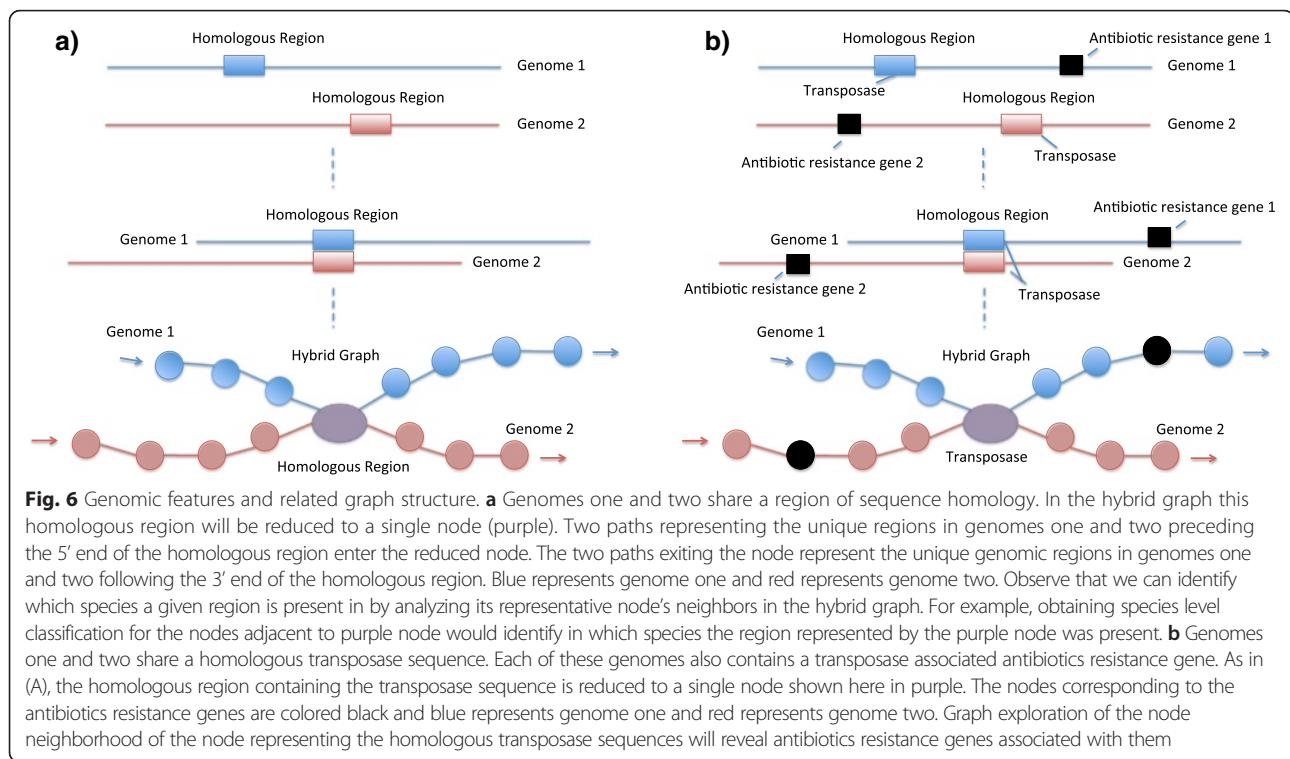 a)
Homologous Region
Genome 1
Homologous Region
Genome 2
Homologous Region
Genome 1
Genome 2
Genome 1
Hybrid Graph
Genome 2
Homologous Region
b)
Homologous Region
Antibiotic resistance gene 1
Genome 1
Transposase
Homologous Region
Genome 2
Antibiotic resistance gene 2
Transposase
Homologous Region
Antibiotic resistance gene 1
Genome 1
Genome 2
Antibiotic resistance gene 2
Transposase
Genome 1
Hybrid Graph
Genome 2
Transposase
Fig. 6 Genomic features and related graph structure. a Genomes one and two share a region of sequence homology. In the hybrid graph this
homologous region will be reduced to a single node (purple). Two paths representing the unique regions in genomes one and two preceding
the 5’ end of the homologous region enter the reduced node. The two paths exiting the node represent the unique genomic regions in genomes one
and two following the 3’ end of the homologous region. Blue represents genome one and red represents genome two. Observe that we can identify
which species a given region is present in by analyzing its representative node’s neighbors in the hybrid graph. For example, obtaining species level
classification for the nodes adjacent to purple node would identify in which species the region represented by the purple node was present. b Genomes
one and two share a homologous transposase sequence. Each of these genomes also contains a transposase associated antibiotics resistance gene. As in
(A), the homologous region containing the transposase sequence is reduced to a single node shown here in purple. The nodes corresponding to the
antibiotics resistance genes are colored black and blue represents genome one and red represents genome two. Graph exploration of the node
neighborhood of the node representing the homologous transposase sequences will reveal antibiotics resistance genes associated with them